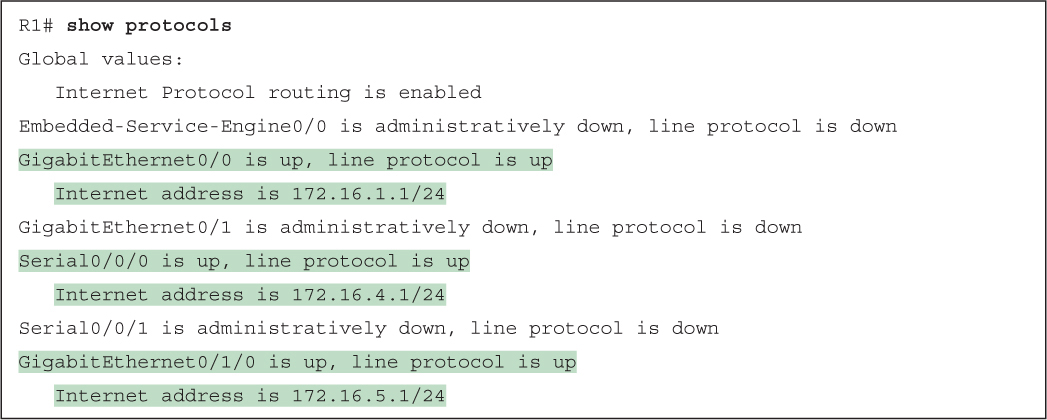 R1# show protocols
Global values:
Internet Protocol routing is enabled
Embedded-Service-Engine0/0 is administratively down, line protocol is down
GigabitEthernet0/0 is up, line protocol is up
Internet address is 172.16.1.1/24
GigabitEthernet0/1 is administratively down, line protocol is down
Serial0/0/0 is up, line protocol is up
Internet address is 172.16.4.1/24
Serial0/0/1 is administratively down, line protocol is down
GigabitEthernet0/1/0 is up, line protocol is up
Internet address is 172.16.5.1/24